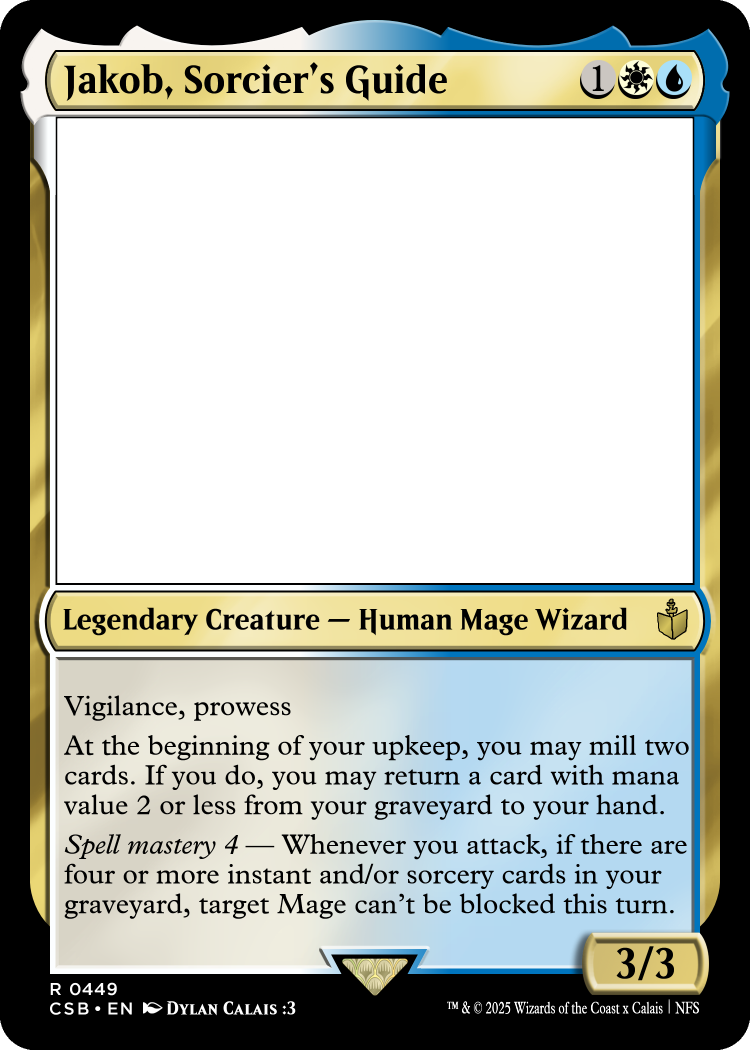 Jakob, Sorcier's Guide 1
Legendary Creature — Human Mage Wizard
Vigilance, prowess
At the beginning of your upkeep, you may mill two
cards. If you do, you may return a card with mana
value 2 or less from your graveyard to your hand.
Spell mastery 4 — Whenever you attack, if there are
four or more instant and/or sorcery cards in your
graveyard, target Mage can't be blocked this turn.
3/3
R 0449
CSB • EN Dylan Calais :3
™ & © 2025 Wizards of the Coast x Calais | NFS